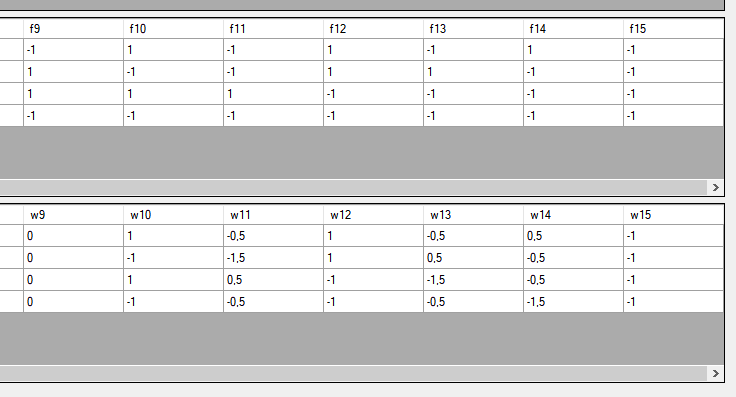 f9 f10 f11 f12 f13 f14 f15
-1 1 -1 1 -1 1 -1
1 -1 -1 1 1 -1 -1
1 1 1 -1 -1 -1 -1
-1 -1 -1 -1 -1 -1 -1
w9 w10 w11 w12 w13 w14 w15
0 1 -0,5 1 -0,5 0,5 -1
0 -1 -1,5 1 0,5 -0,5 -1
0 1 0,5 -1 -1,5 -0,5 -1
0 -1 -0,5 -1 -0,5 -1,5 -1